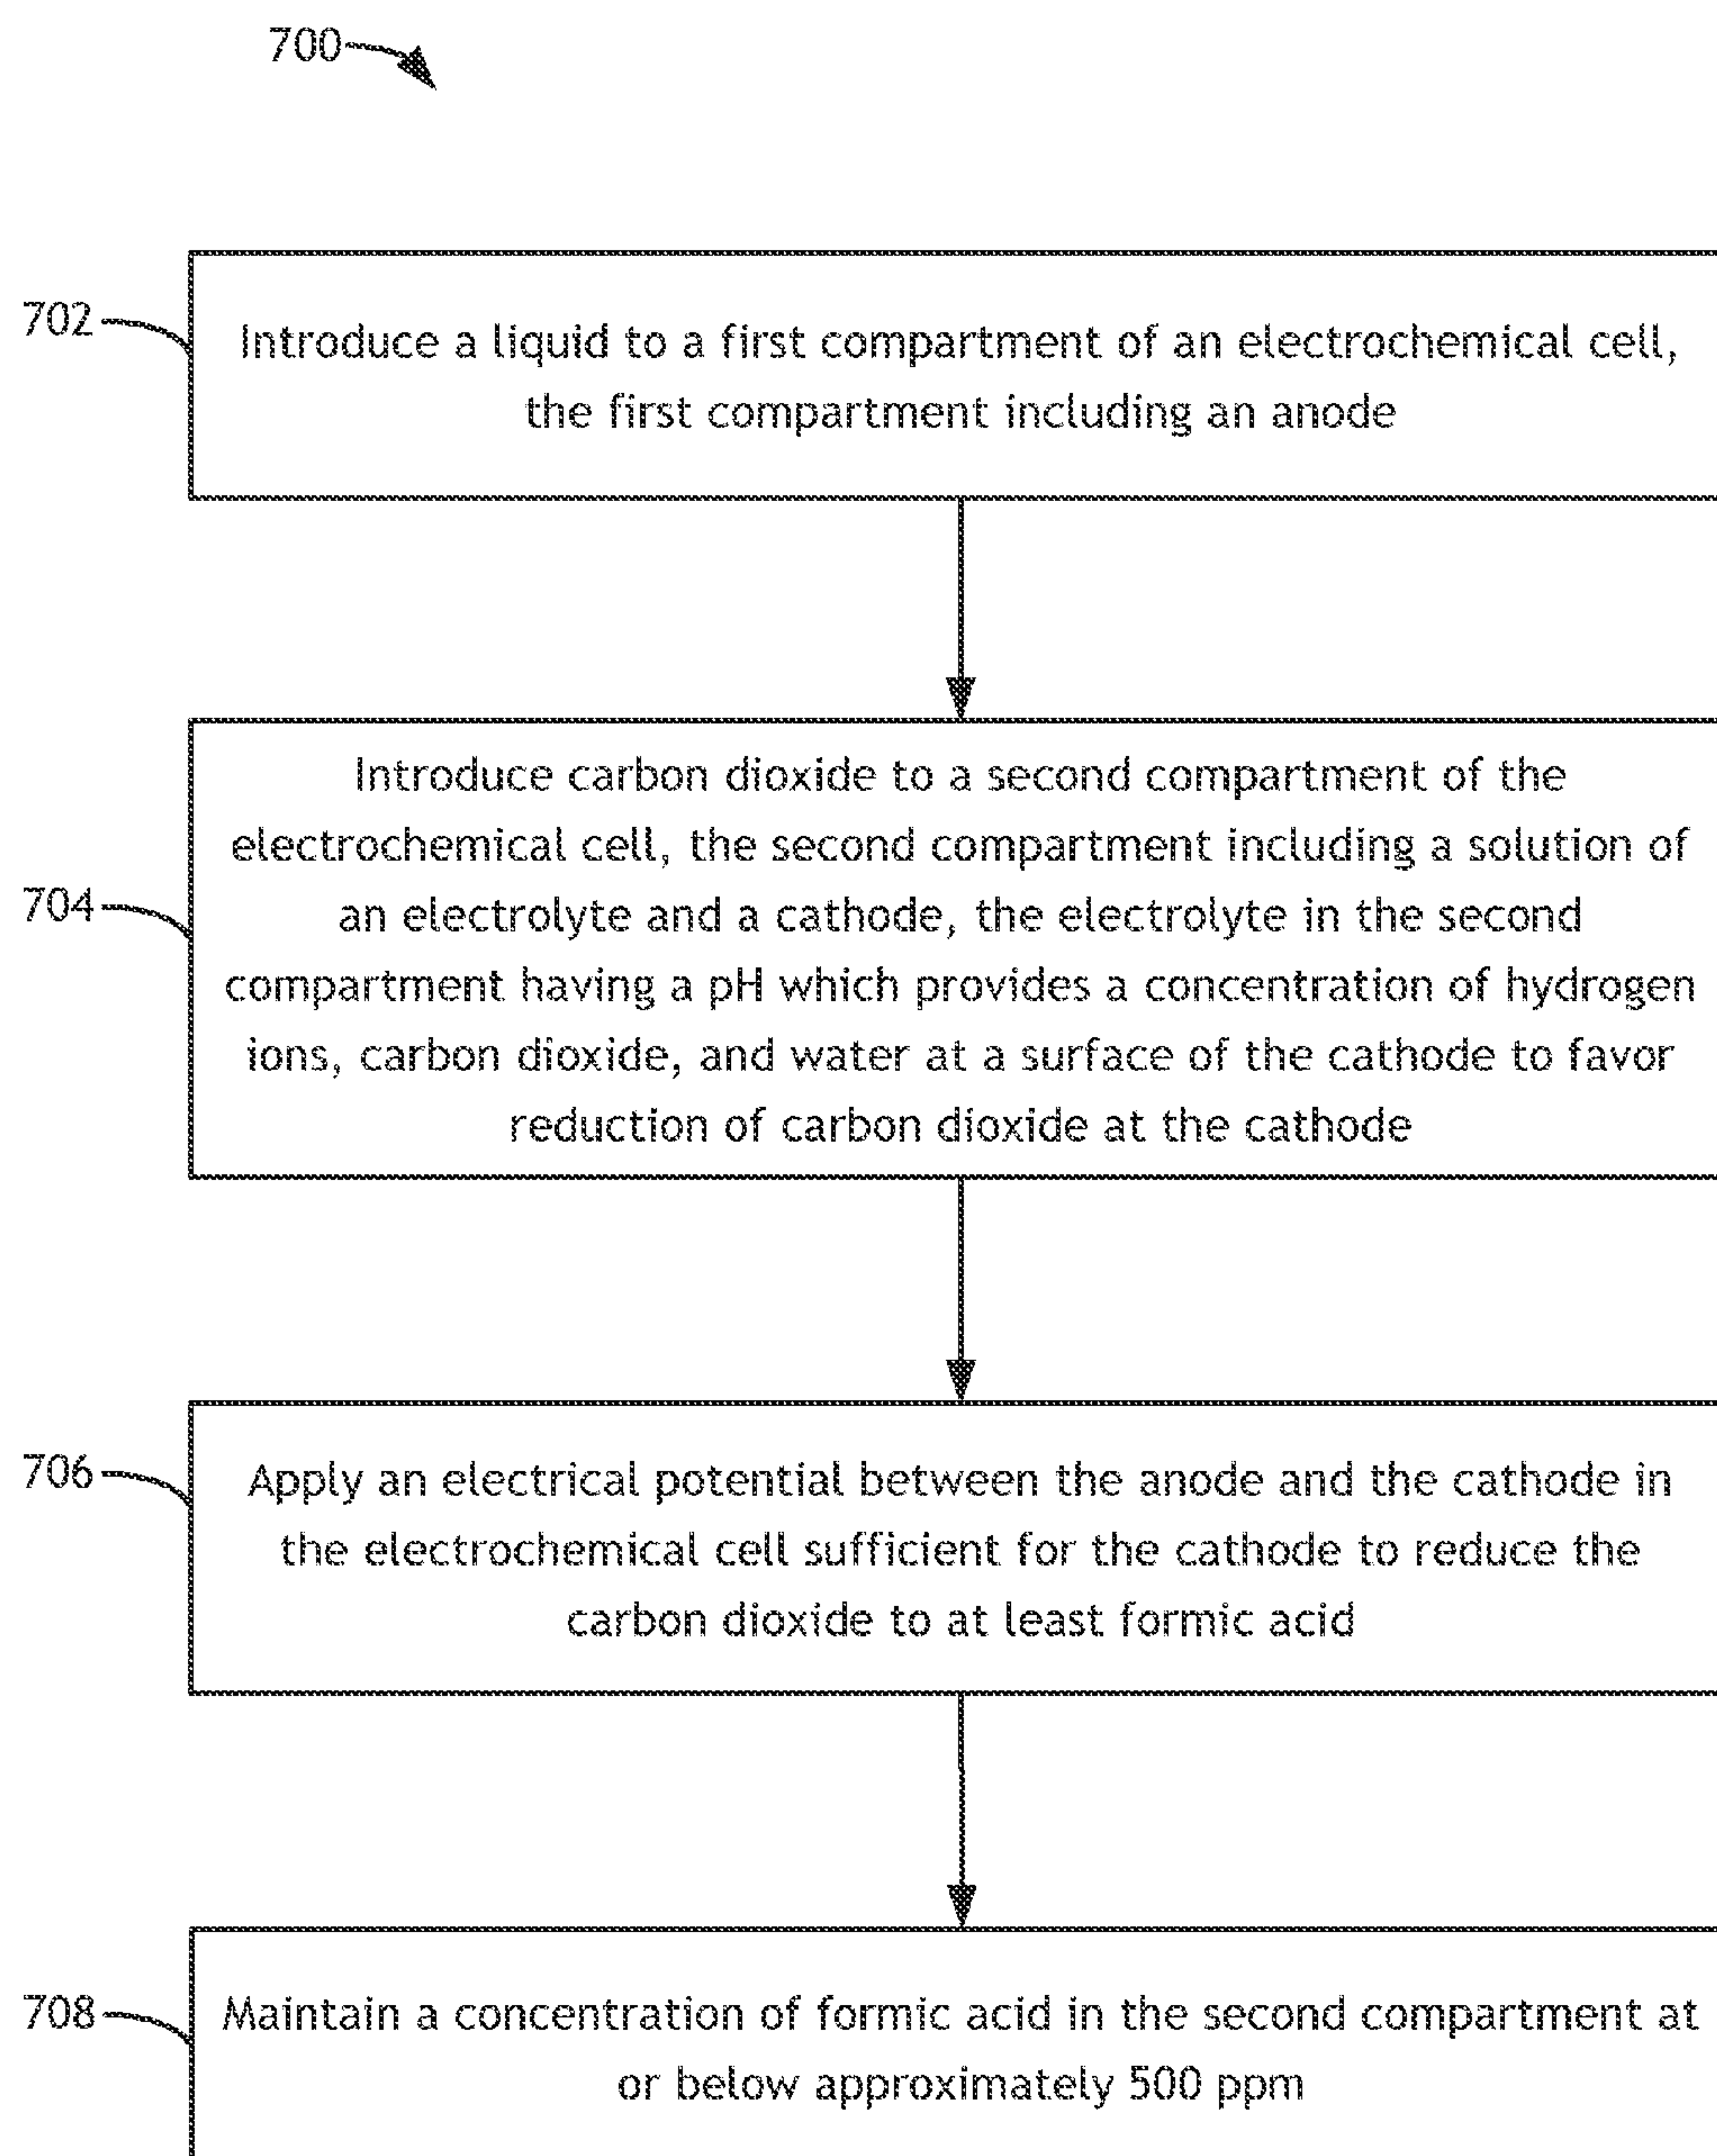 700
702
Introduce a liquid to a first compartment of an electrochemical cell,
the first compartment including an anode
704
Introduce carbon dioxide to a second compartment of the
electrochemical cell, the second compartment including a solution of
an electrolyte and a cathode, the electrolyte in the second
compartment having a pH which provides a concentration of hydrogen
ions, carbon dioxide, and water at a surface of the cathode to favor
reduction of carbon dioxide at the cathode
706
Apply an electrical potential between the anode and the cathode in
the electrochemical cell sufficient for the cathode to reduce the
carbon dioxide to at least formic acid
708
Maintain a concentration of formic acid in the second compartment at
or below approximately 500 ppm